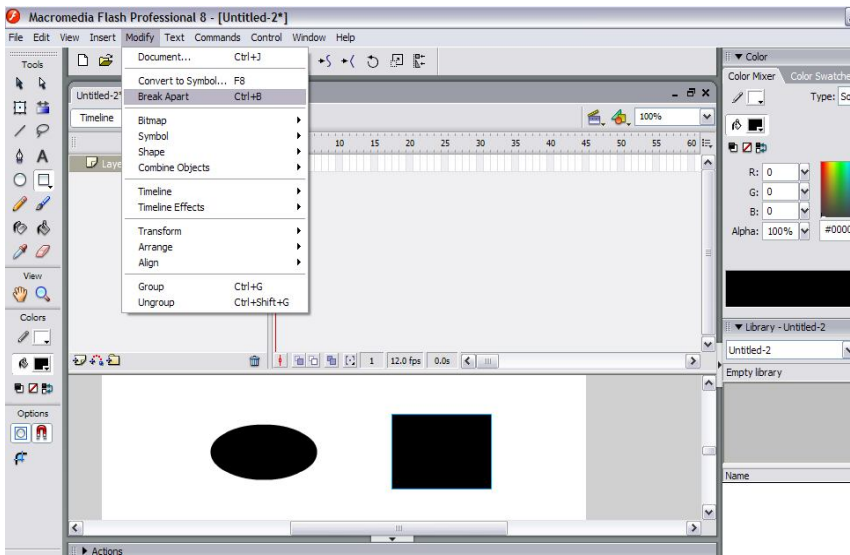 Macromedia Flash Professional 8 - [Untitled-2*]
File Edit View Insert Modify Text Commands Control Window Help
Tools
Document... Ctrl+J
Convert to Symbol... F8
Break Apart Ctrl+B
Bitmap
Symbol
Shape
Combine Objects
Timeline
Timeline Effects
Transform
Arrange
Align
Group Ctrl+G
Ungroup Ctrl+Shift+G
Untitled-2*
Timeline
100%
10 15 20 25 30 35 40 45 50 55 60
Laye
1 12.0 fps 0.0s
A
View
Colors
Options
Actions
Color
Color Mixer Color Swatche
Type: So
R: 0
G: 0
B: 0
Alpha: 100% #0000
Library - Untitled-2
Untitled-2
Empty library
Name